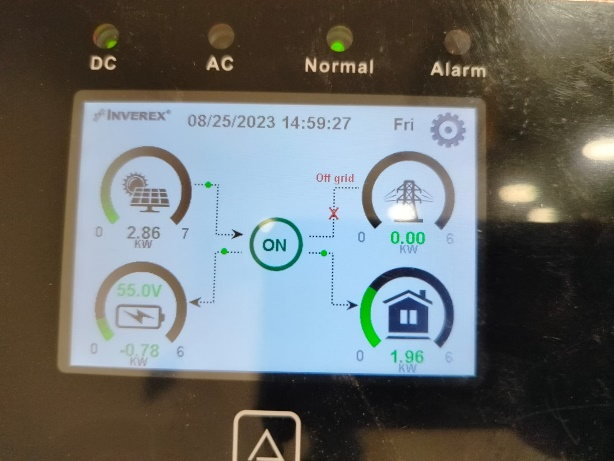 DC AC Normal Alarm
INVEREX® 08/25/2023 14:59:27 Fri
Off grid
0 2.86 7
KW
ON
0 0.00 6
KW
55.0V
0 -0.78 6
KW
0 1.96 6
KW